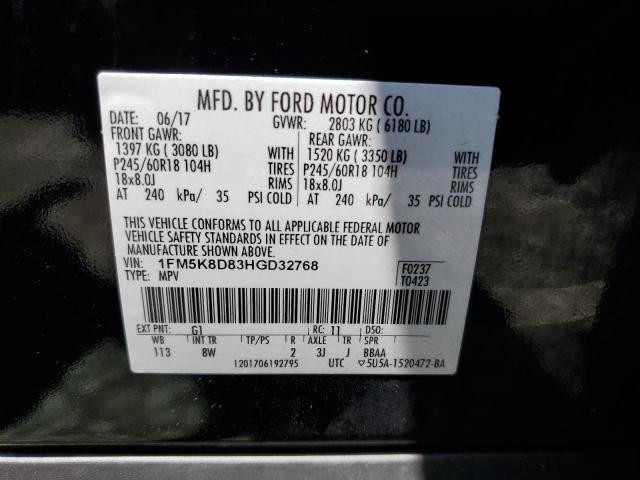 MFD. BY FORD MOTOR CO.
DATE: 06/17 GVWR: 2803 KG ( 6180 LB)
FRONT GAWR: REAR GAWR:
1397 KG ( 3080 LB) WITH 1520 KG ( 3350 LB) WITH
P245/60R18 104H TIRES P245/60R18 104H TIRES
18x8.0J RIMS 18x8.0J RIMS
AT 240 kPa/ 35 PSI COLD AT 240 kPa/ 35 PSI COLD
THIS VEHICLE CONFORMS TO ALL APPLICABLE FEDERAL MOTOR
VEHICLE SAFETY STANDARDS IN EFFECT ON THE DATE OF
MANUFACTURE SHOWN ABOVE.
VIN: 1FM5K8D83HGD32768 F0237
TYPE: MPV T0423
EXT PNT: G1 RC: 11 DSO:
WB INT TR TP/PS R AXLE TR SPR
113 8W 2 3J J BBAA
1201706192795 UTC ▽5U5A-1520472-BA